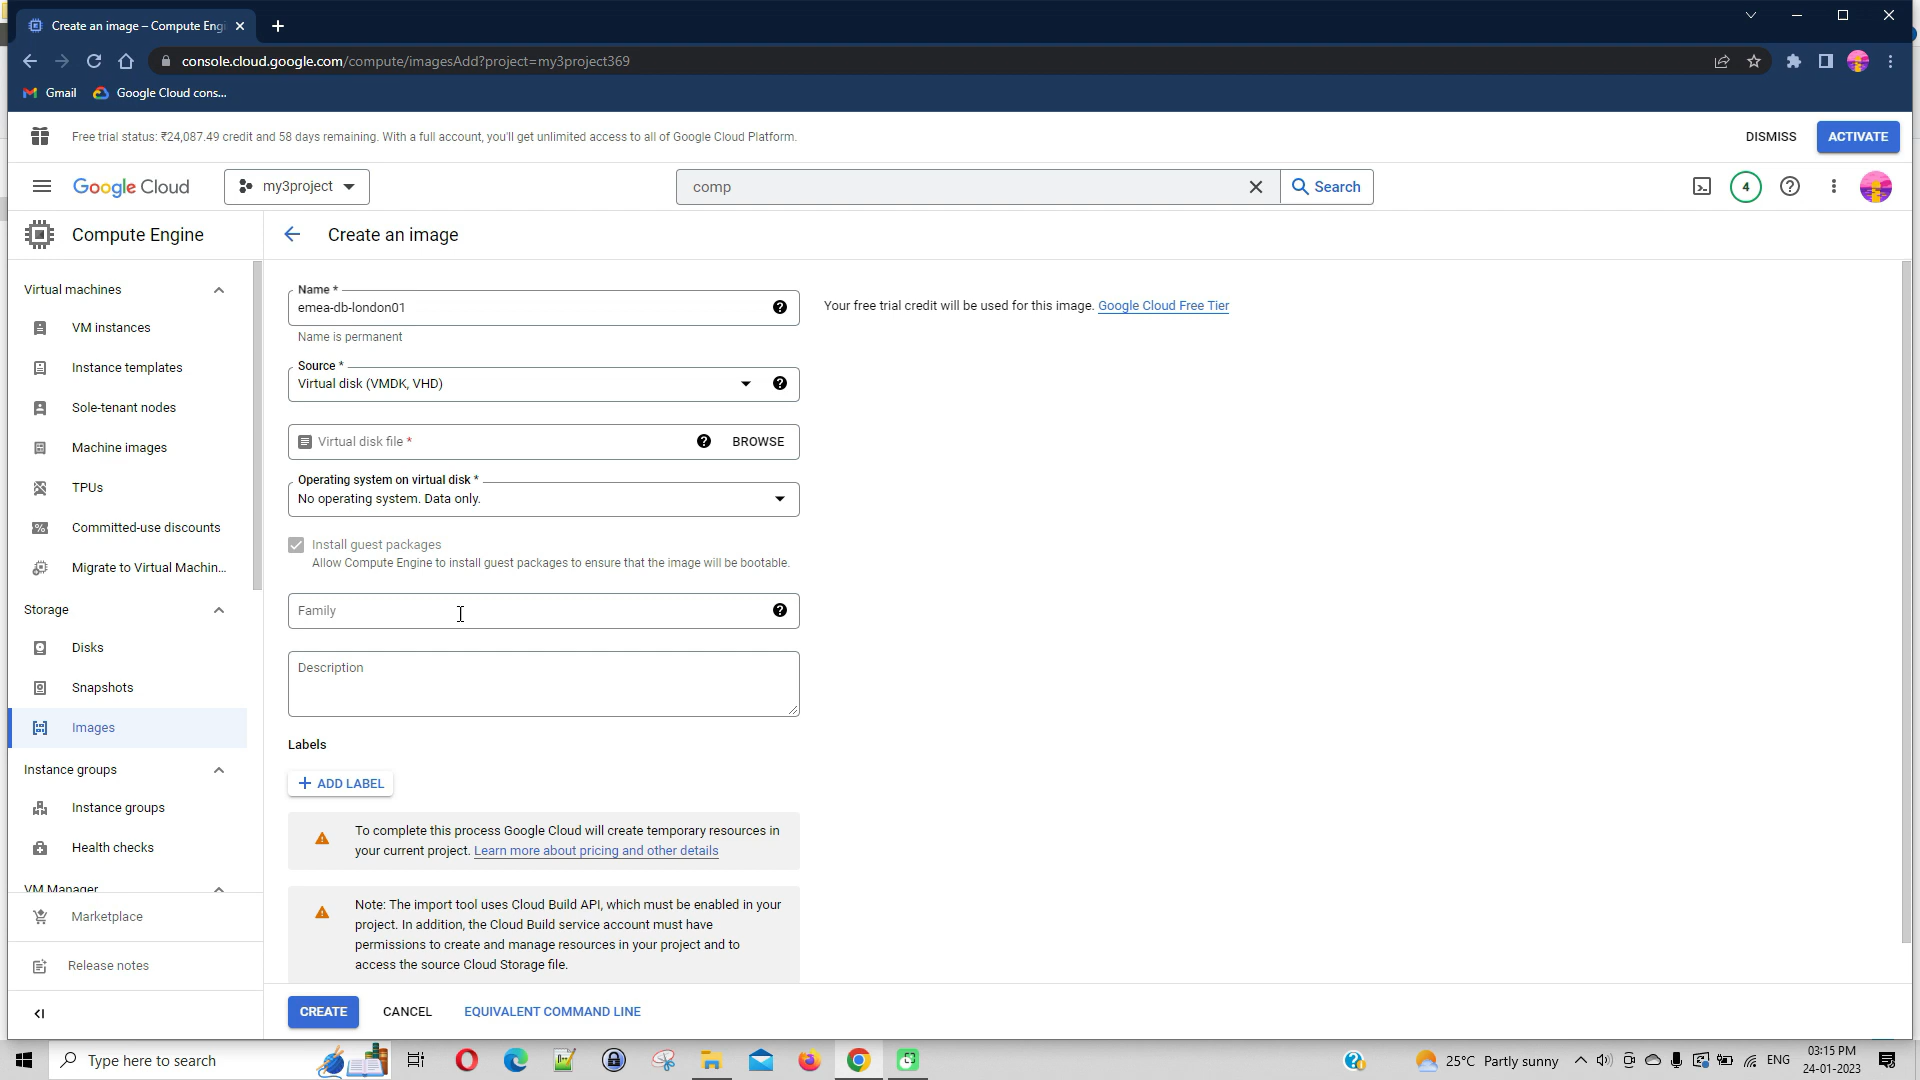 Create an image – Compute Engi
console.cloud.google.com/compute/imagesAdd?project=my3project369
Gmail
Google Cloud cons...
Free trial status: ₹24,087.49 credit and 58 days remaining. With a full account, you'll get unlimited access to all of Google Cloud Platform.
DISMISS
ACTIVATE
Google Cloud
my3project
comp
Search
4
Compute Engine
Create an image
Virtual machines
VM instances
Instance templates
Sole-tenant nodes
Machine images
TPUs
Committed-use discounts
Migrate to Virtual Machin...
Storage
Disks
Snapshots
Images
Instance groups
Instance groups
Health checks
VM Manager
Marketplace
Release notes
Name *
emea-db-london01
Name is permanent
Your free trial credit will be used for this image. Google Cloud Free Tier
Source *
Virtual disk (VMDK, VHD)
Virtual disk file *
BROWSE
Operating system on virtual disk *
No operating system. Data only.
Install guest packages
Allow Compute Engine to install guest packages to ensure that the image will be bootable.
Family
Description
Labels
ADD LABEL
To complete this process Google Cloud will create temporary resources in
your current project. Learn more about pricing and other details
Note: The import tool uses Cloud Build API, which must be enabled in your
project. In addition, the Cloud Build service account must have
permissions to create and manage resources in your project and to
access the source Cloud Storage file.
CREATE
CANCEL
EQUIVALENT COMMAND LINE
Type here to search
25°C Partly sunny
ENG
03:15 PM
24-01-2023